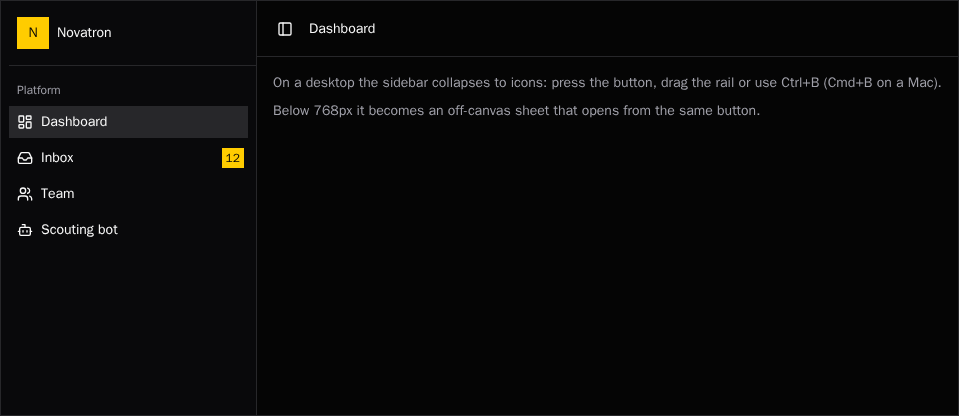 N Novatron
Platform
Dashboard
Inbox 12
Team
Scouting bot
Dashboard
On a desktop the sidebar collapses to icons: press the button, drag the rail or use Ctrl+B (Cmd+B on a Mac).
Below 768px it becomes an off-canvas sheet that opens from the same button.